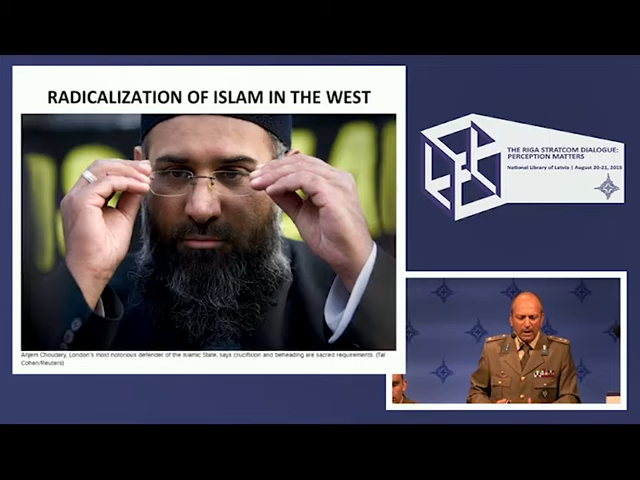 RADICALIZATION OF ISLAM IN THE WEST
Anjem Choudary, London's most notorious defender of the Islamic State, says crucifixion and beheading are sacred requirements. (Tal
Cohen/Reuters)
THE RIGA STRATCOM DIALOGUE:
PERCEPTION MATTERS
National Library of Latvia | August 20-21, 2015